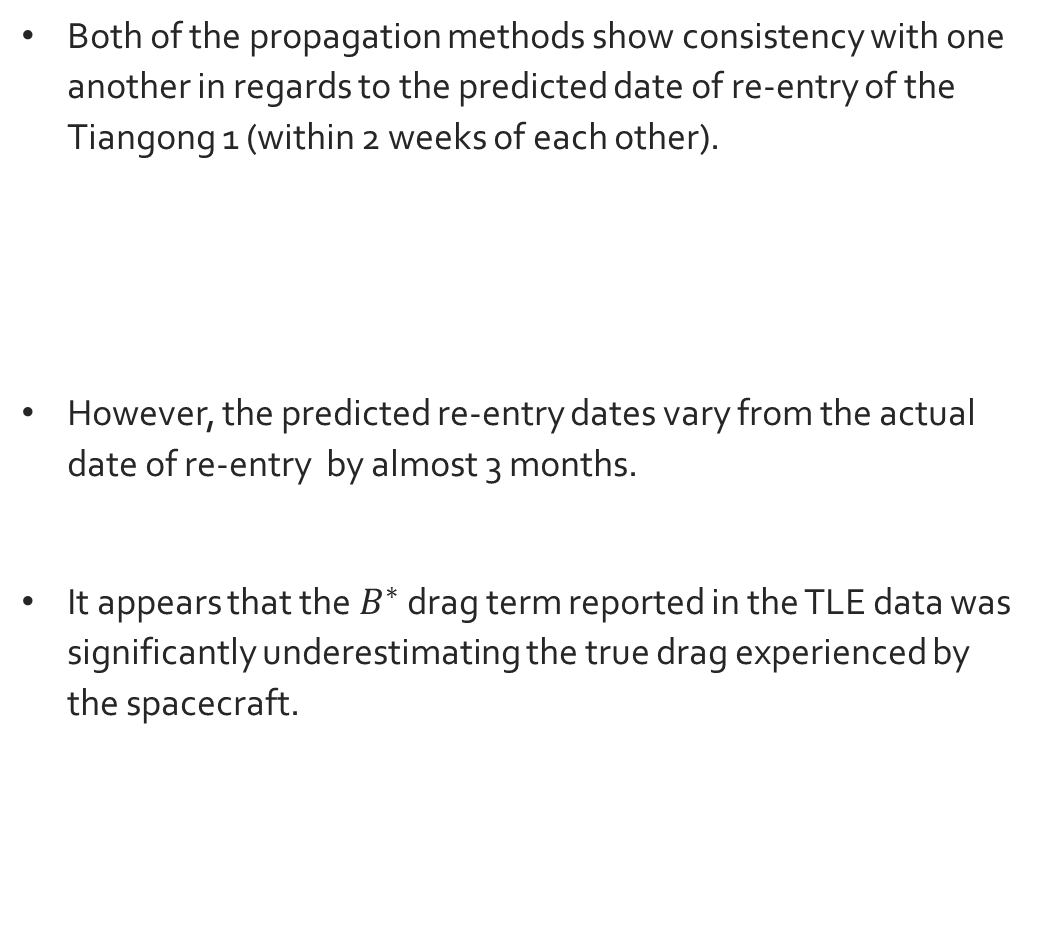 • Both of the propagation methods show consistency with one
another in regards to the predicted date of re-entry of the
Tiangong 1 (within 2 weeks of each other).
• However, the predicted re-entry dates vary from the actual
date of re-entry  by almost 3 months.
• It appears that the B* drag term reported in the TLE data was
significantly underestimating the true drag experienced by
the spacecraft.